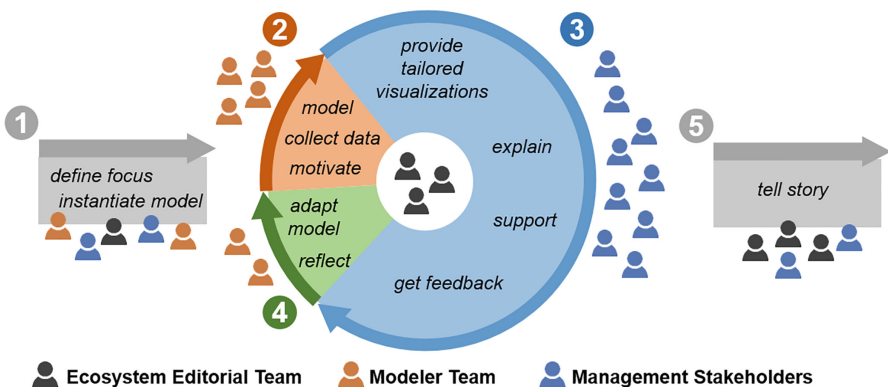 1
define focus
instantiate model
2
model
collect data
motivate
3
provide
tailored
visualizations
explain
support
get feedback
4
adapt
model
reflect
5
tell story
Ecosystem Editorial Team
Modeler Team
Management Stakeholders